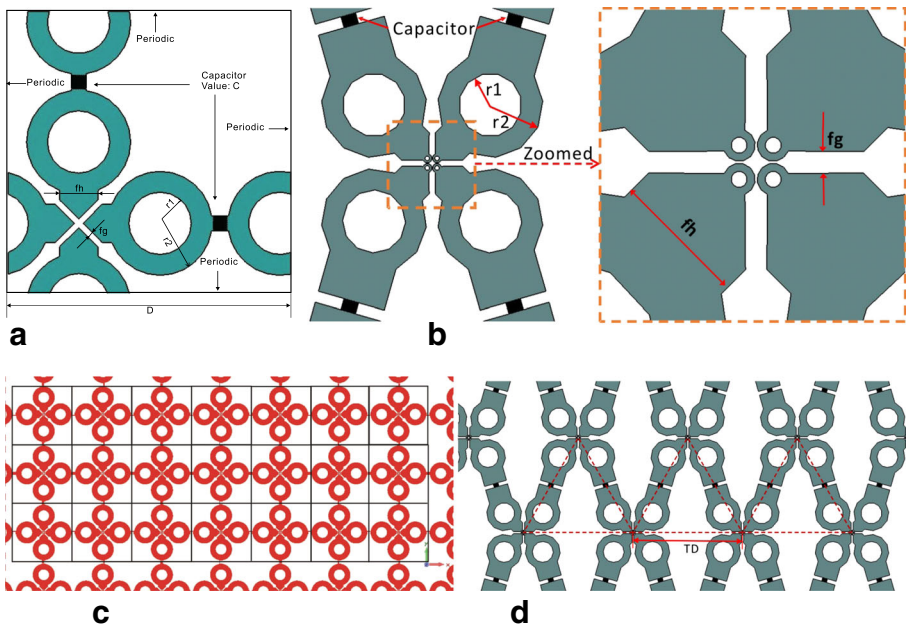 Periodic
Periodic
Capacitor
Value: C
Periodic
fh
r1
fg
r2
Periodic
D
a
Capacitor
r1
r2
Zoomed
b
fg
fh
c
TD
d